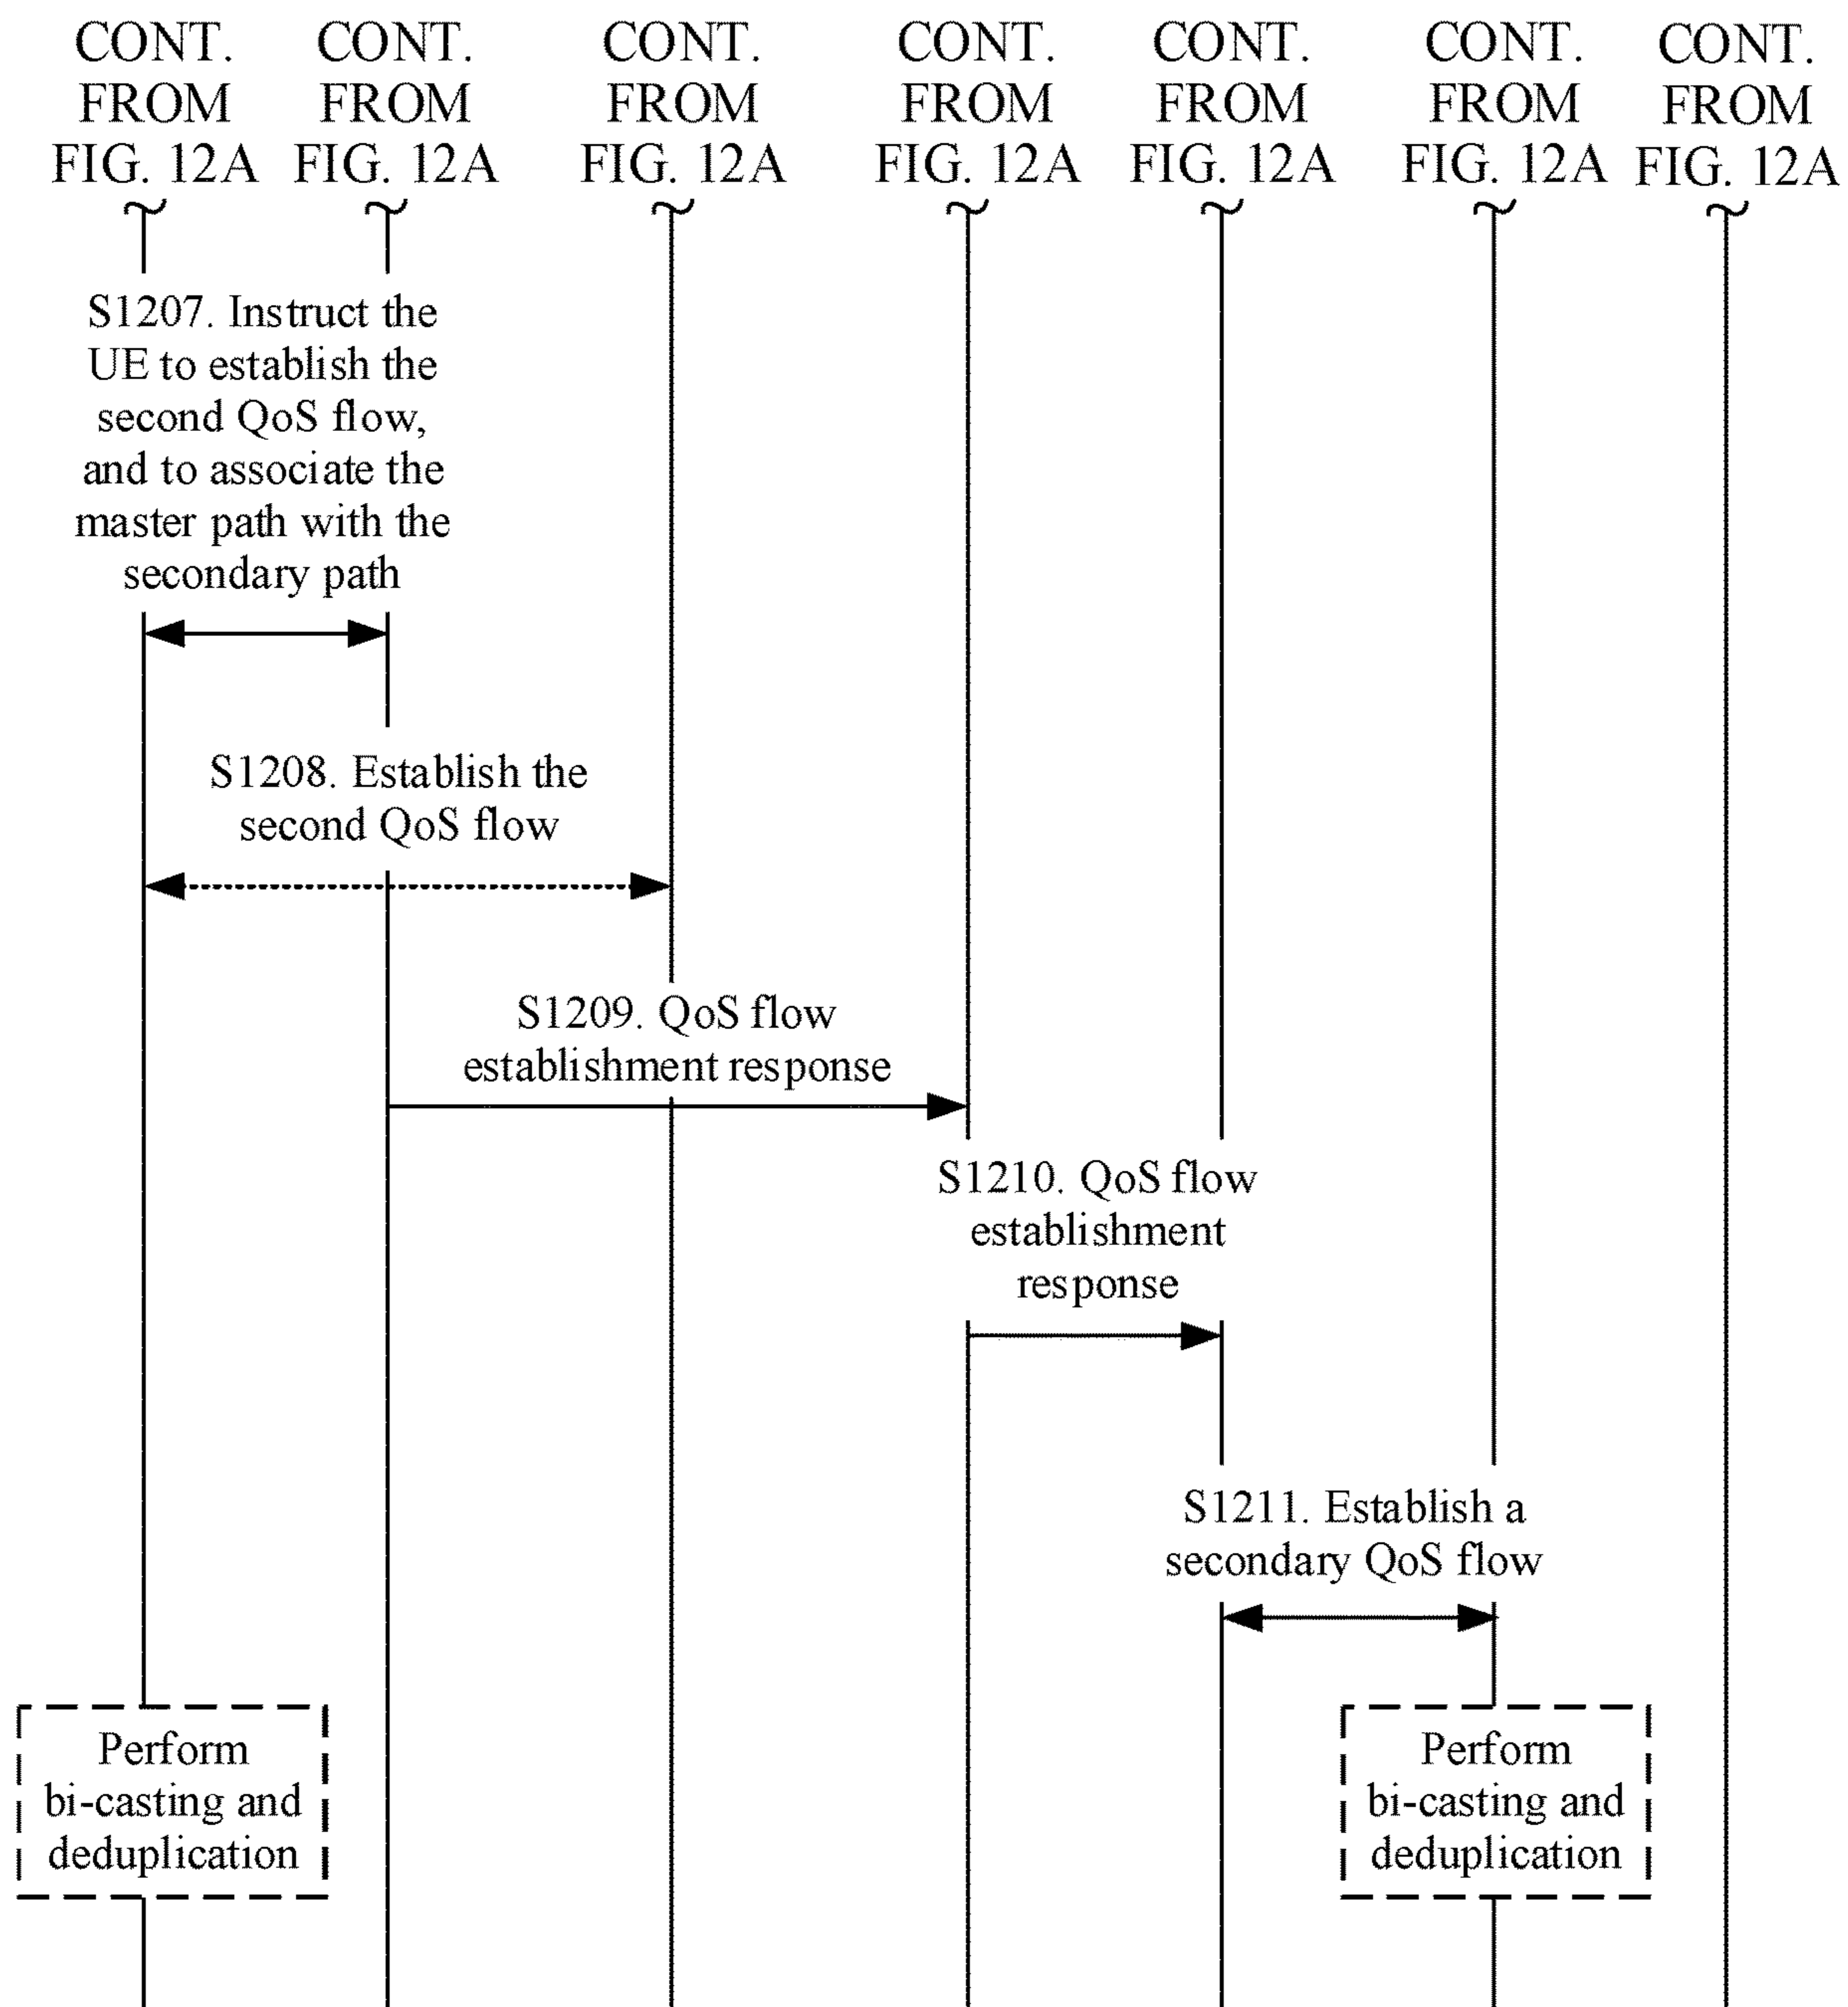 CONT. FROM FIG. 12A
CONT. FROM FIG. 12A
CONT. FROM FIG. 12A
CONT. FROM FIG. 12A
CONT. FROM FIG. 12A
CONT. FROM FIG. 12A
CONT. FROM FIG. 12A
S1207. Instruct the
UE to establish the
second QoS flow,
and to associate the
master path with the
secondary path
S1208. Establish the
second QoS flow
S1209. QoS flow
establishment response
S1210. QoS flow
establishment
response
S1211. Establish a
secondary QoS flow
Perform
bi-casting and
deduplication
Perform
bi-casting and
deduplication